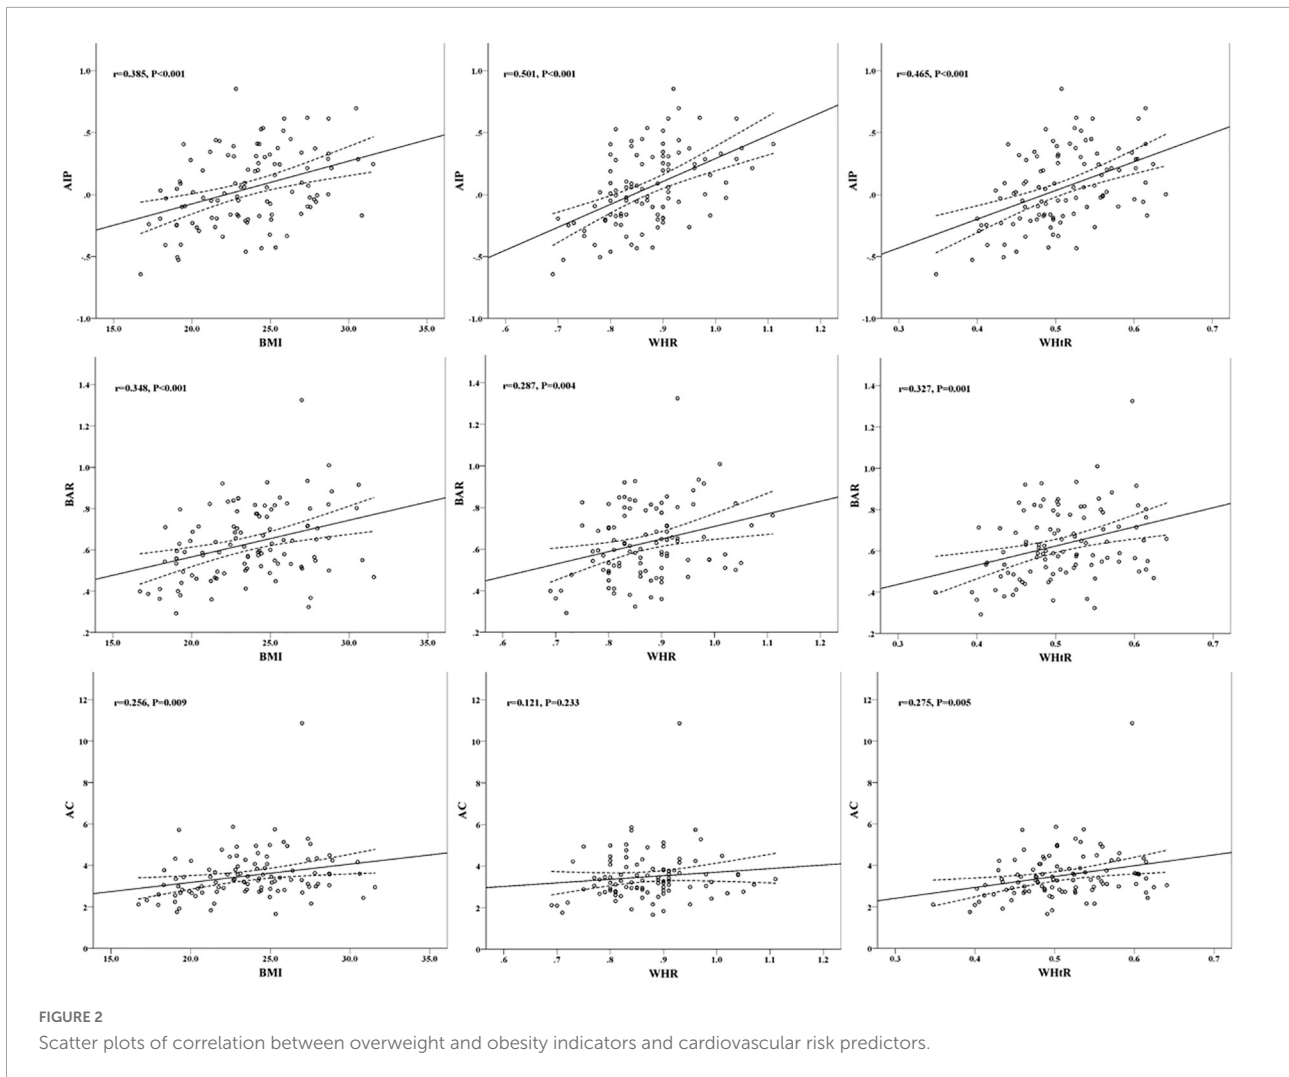 r=0.385, P<0.001
1.0
.5
.0
-.5
-1.0
AIP
15.0 20.0 25.0 30.0 35.0
BMI
r=0.501, P<0.001
1.0
.5
.0
-.5
-1.0
AIP
.6 .7 .8 .9 1.0 1.1 1.2
WHR
r=0.465, P<0.001
1.0
.5
.0
-.5
-1.0
AIP
0.3 0.4 0.5 0.6 0.7
WHtR
r=0.348, P<0.001
1.4
1.2
1.0
.8
.6
.4
.2
BAR
15.0 20.0 25.0 30.0 35.0
BMI
r=0.287, P=0.004
1.4
1.2
1.0
.8
.6
.4
.2
BAR
.6 .7 .8 .9 1.0 1.1 1.2
WHR
r=0.327, P=0.001
1.4
1.2
1.0
.8
.6
.4
.2
BAR
0.3 0.4 0.5 0.6 0.7
WHtR
r=0.256, P=0.009
12
10
8
6
4
2
0
AC
15.0 20.0 25.0 30.0 35.0
BMI
r=0.121, P=0.233
12
10
8
6
4
2
0
AC
.6 .7 .8 .9 1.0 1.1 1.2
WHR
r=0.275, P=0.005
12
10
8
6
4
2
0
AC
0.3 0.4 0.5 0.6 0.7
WHtR
FIGURE 2
Scatter plots of correlation between overweight and obesity indicators and cardiovascular risk predictors.